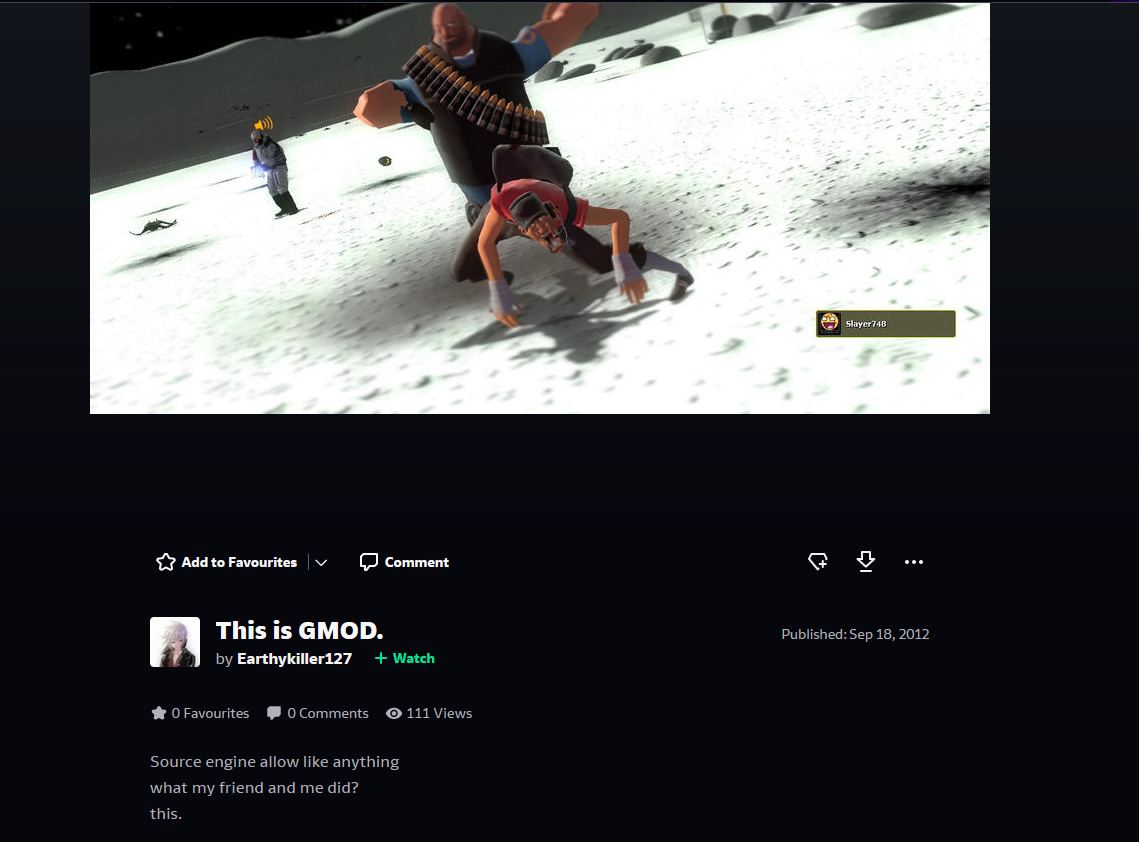 Slayer748
Add to Favourites
Comment
This is GMOD.
by Earthykiller127 + Watch
Published: Sep 18, 2012
0 Favourites 0 Comments 111 Views
Source engine allow like anything
what my friend and me did?
this.